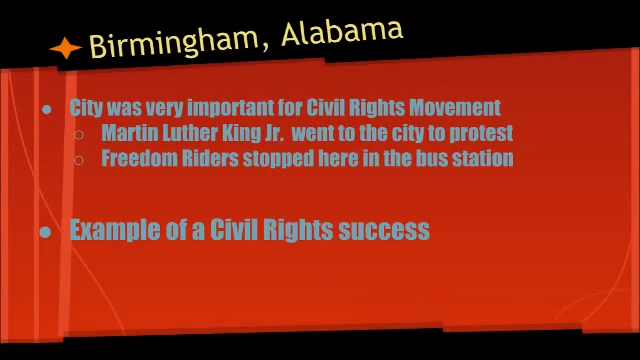 Birmingham, Alabama
City was very important for Civil Rights Movement
Martin Luther King Jr. went to the city to protest
Freedom Riders stopped here in the bus station
Example of a Civil Rights success